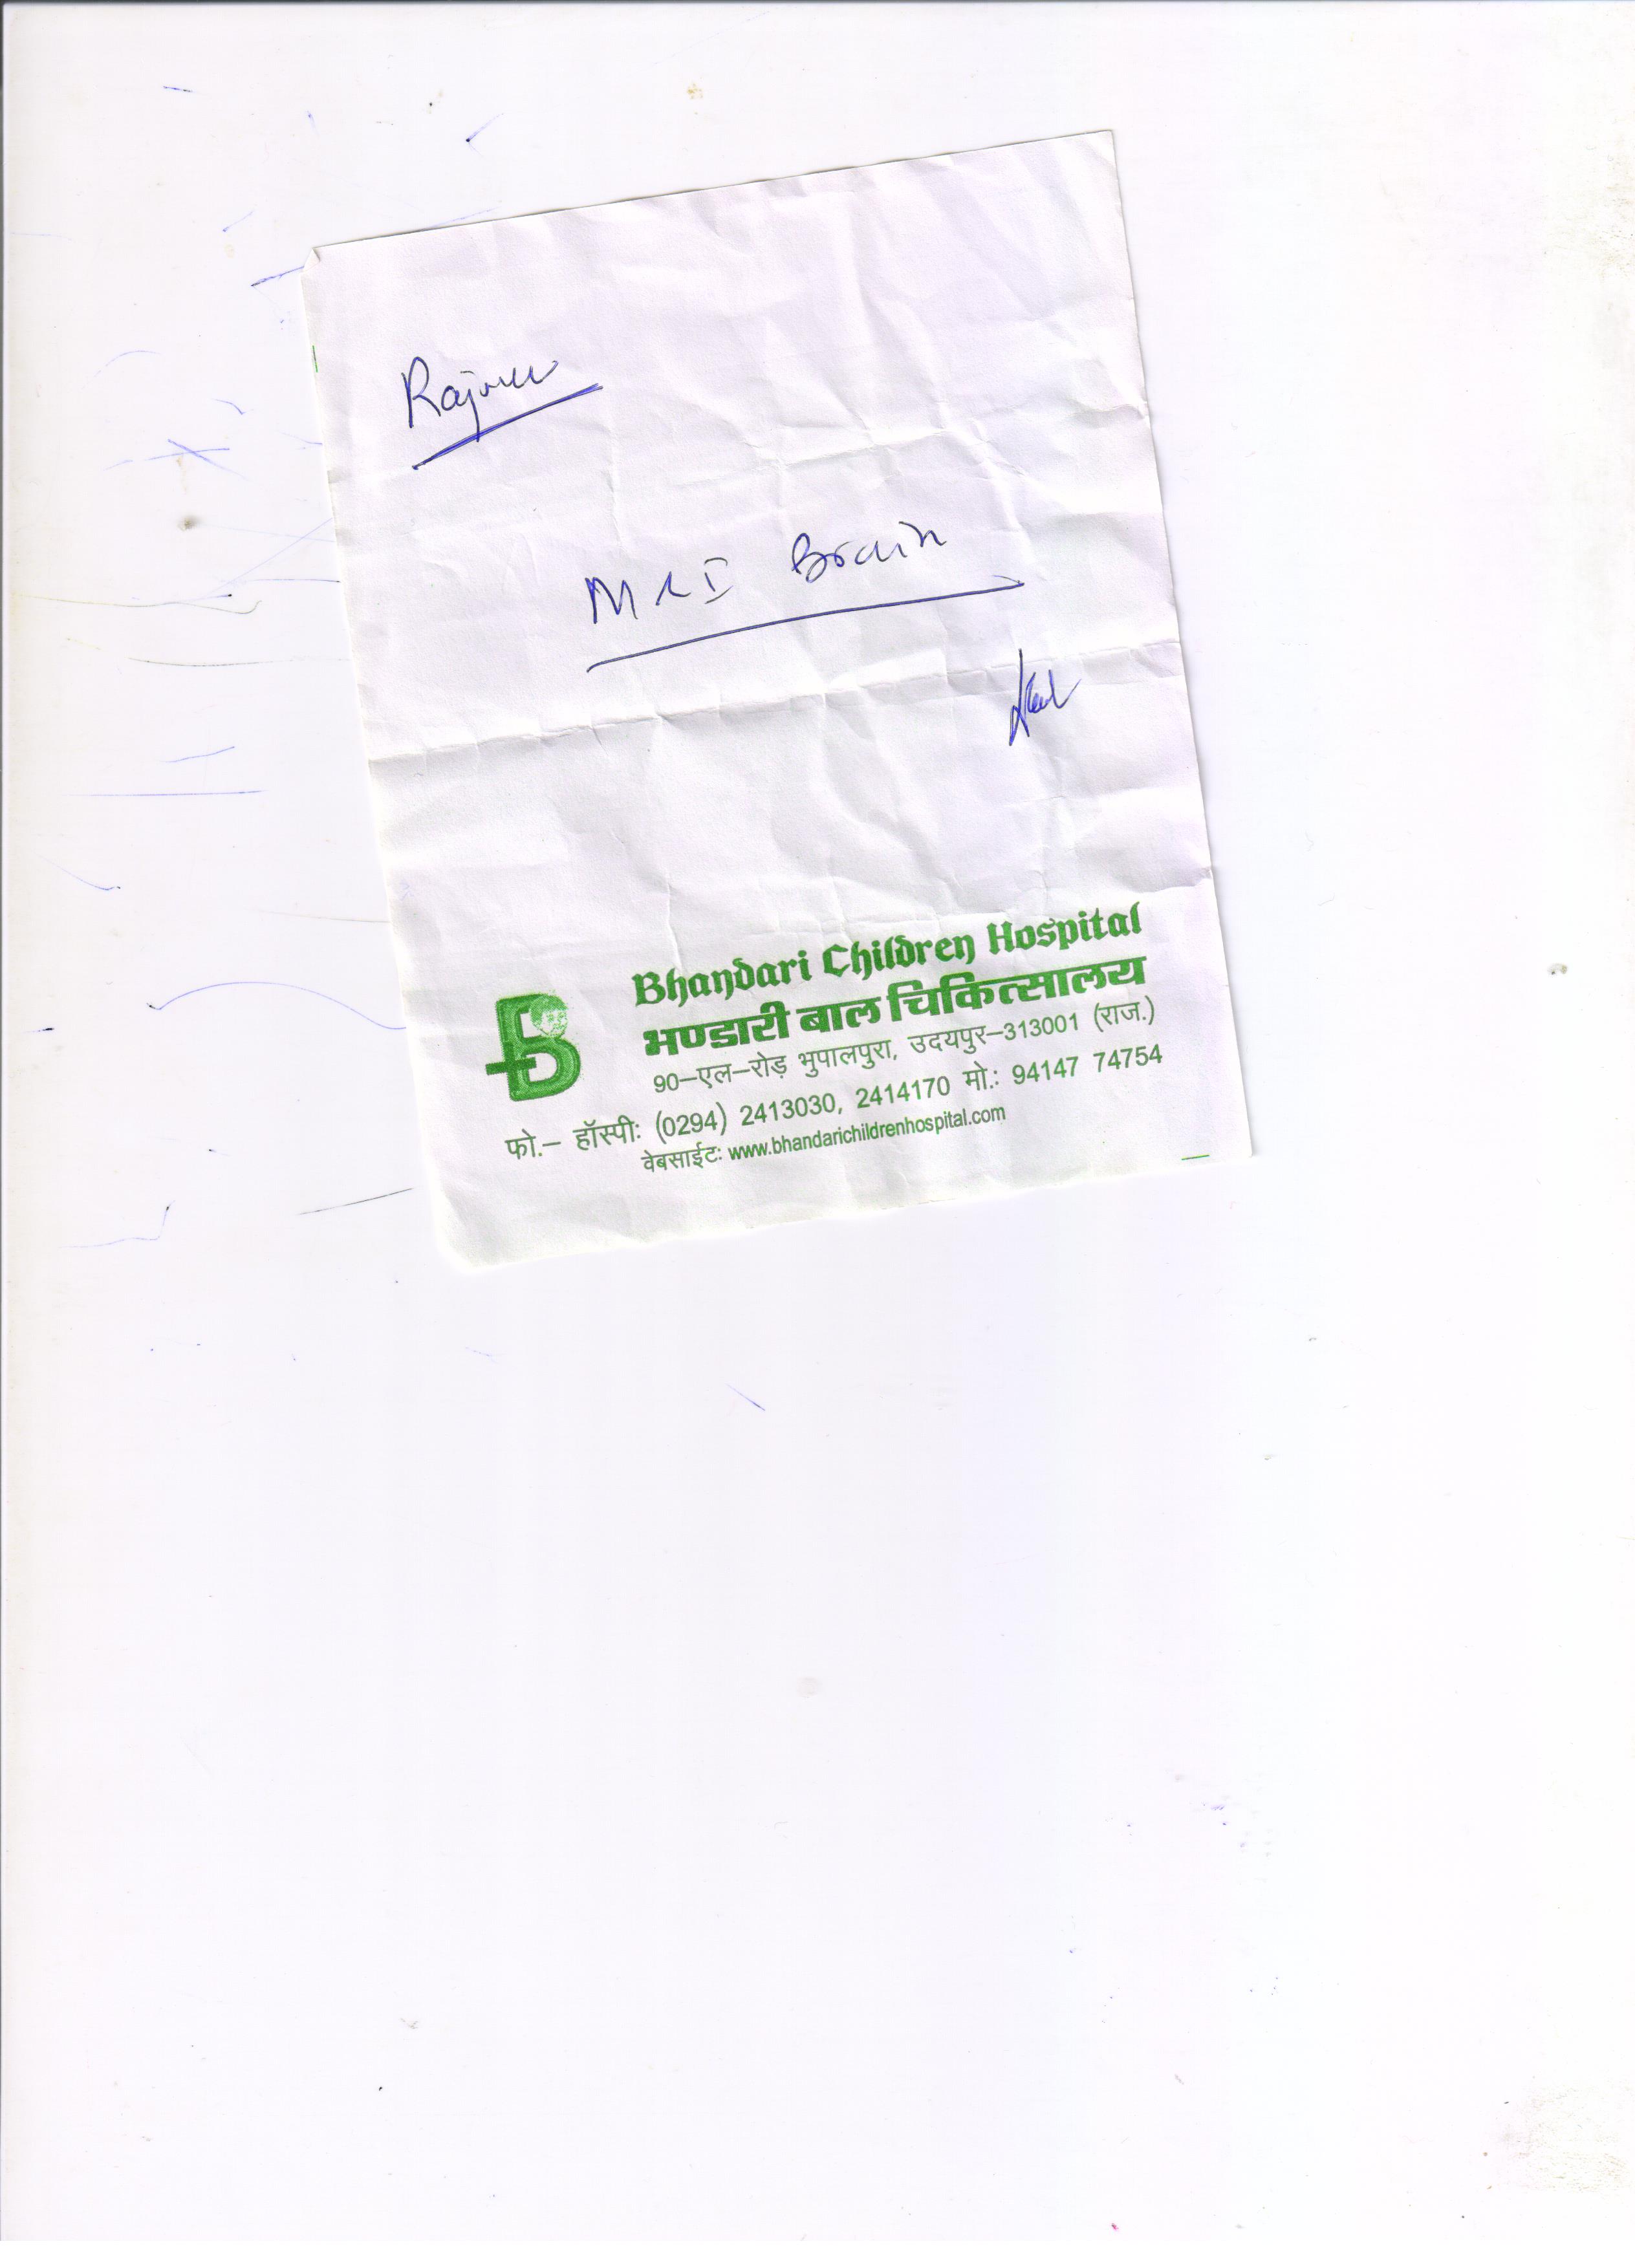 MRI Brain
Bhandari Children Hospital
भण्डारी बाल चिकित्सालय
90–एल–रोड़ भुपालपुरा, उदयपुर–313001 (राज.)
फो.– हॉस्पी: (0294) 2413030, 2414170 मो.: 94147 74754
वेबसाईट: www.bhandarichildrenhospital.com